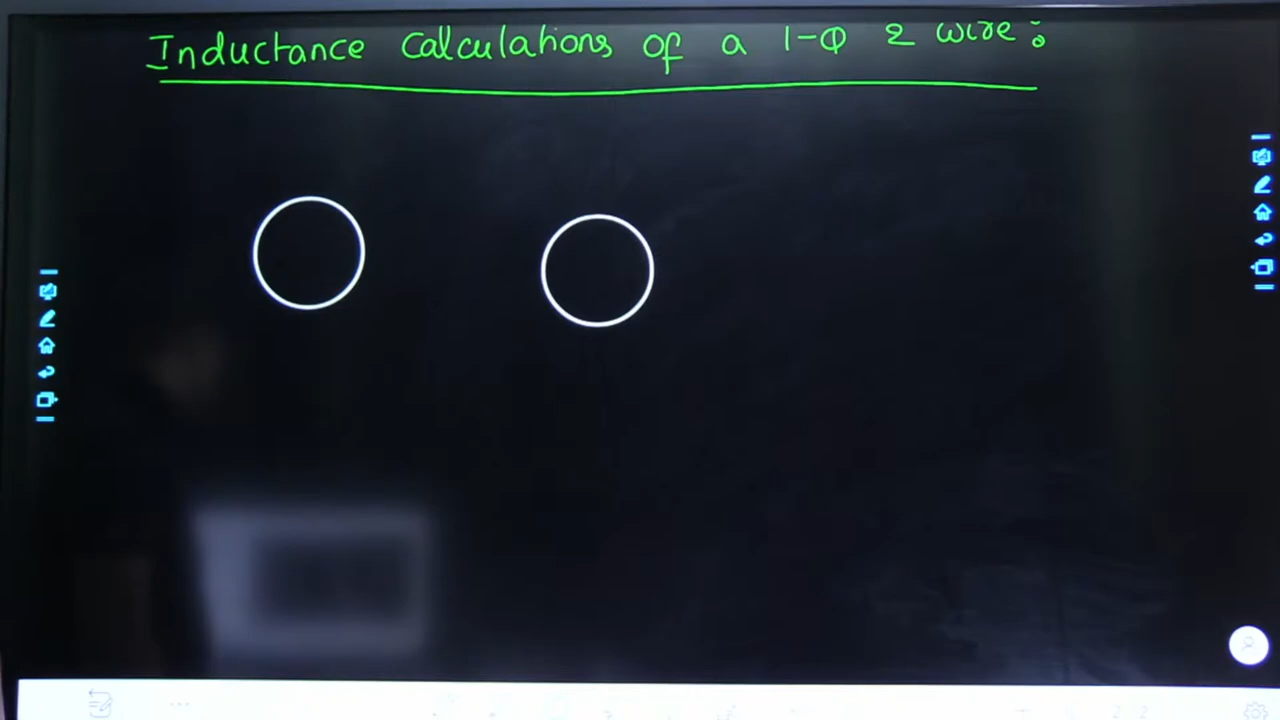 Inductance Calculations of a 1-Φ 2 wire: